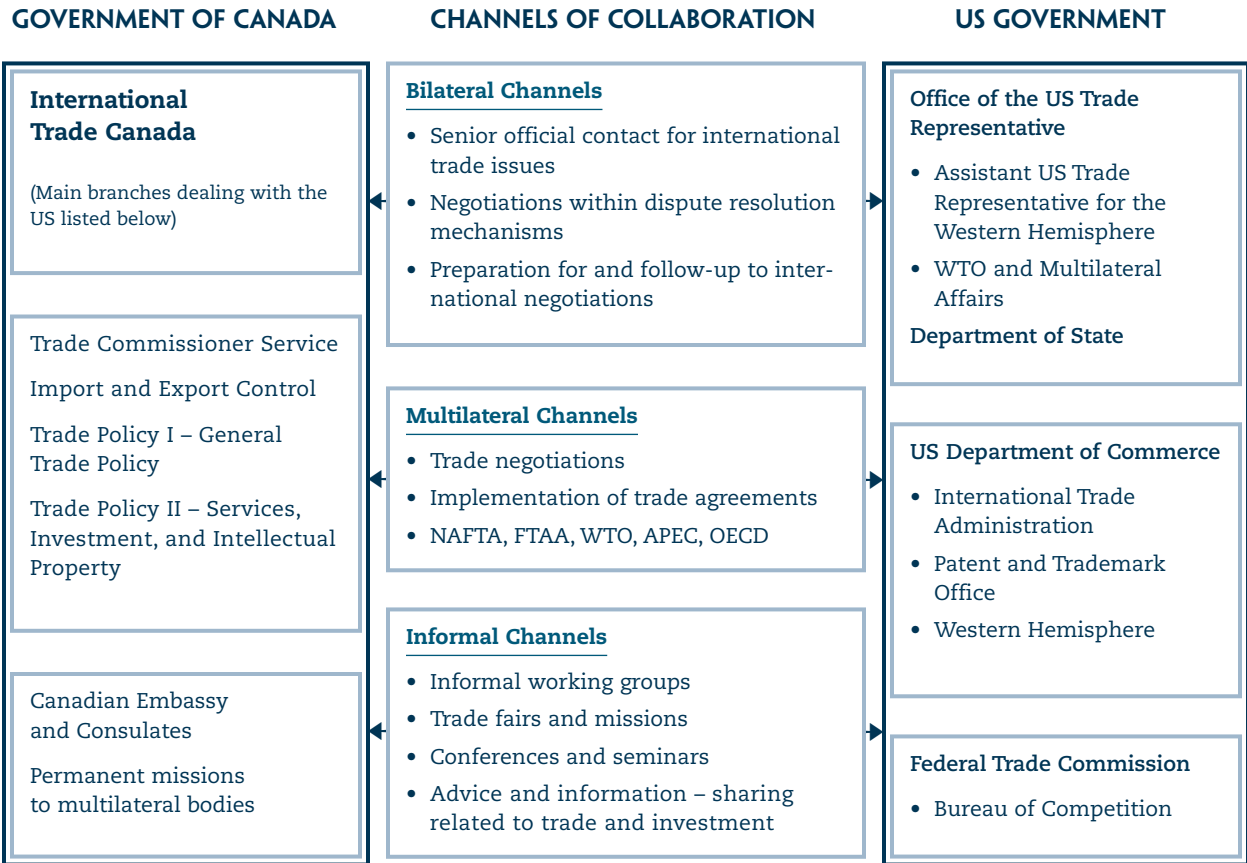 GOVERNMENT OF CANADA
CHANNELS OF COLLABORATION
US GOVERNMENT
International
Trade Canada
(Main branches dealing with the
US listed below)
Trade Commissioner Service
Import and Export Control
Trade Policy I – General
Trade Policy
Trade Policy II – Services,
Investment, and Intellectual
Property
Canadian Embassy
and Consulates
Permanent missions
to multilateral bodies
Bilateral Channels
• Senior official contact for international
trade issues
• Negotiations within dispute resolution
mechanisms
• Preparation for and follow-up to inter-
national negotiations
Multilateral Channels
• Trade negotiations
• Implementation of trade agreements
• NAFTA, FTAA, WTO, APEC, OECD
Informal Channels
• Informal working groups
• Trade fairs and missions
• Conferences and seminars
• Advice and information – sharing
related to trade and investment
Office of the US Trade
Representative
• Assistant US Trade
Representative for the
Western Hemisphere
• WTO and Multilateral
Affairs
Department of State
US Department of Commerce
• International Trade
Administration
• Patent and Trademark
Office
• Western Hemisphere
Federal Trade Commission
• Bureau of Competition